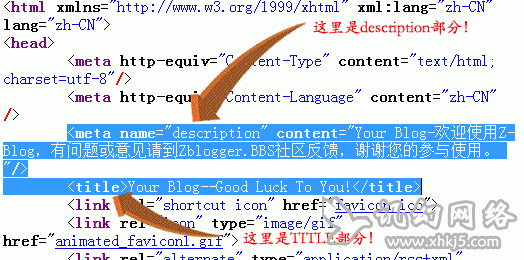 <html xmlns="http://www.w3.org/1999/xhtml" xml:lang="zh-CN"
lang="zh-CN">
这里是description部分!
<head>
<meta http-equiv="Content-Type" content="text/html;
charset=utf-8"/>
<meta http-equiv="Content-Language" content="zh-CN"
/>
<meta name="description" content="Your Blog-欢迎使用Z-
Blog，有问题或意见请到Zblogger.BBS社区反馈，谢谢您的参与使用。
"/>
<title>Your Blog--Good Luck To You!</title>
<link rel="shortcut icon" href="favicon.ico">
<link rel="icon" type="image/gif"
href="animated_favicon1.gif">
这里是TITLE部分!
<link rel="alternate" type="application/rss+xml"
www.xhkj5.com